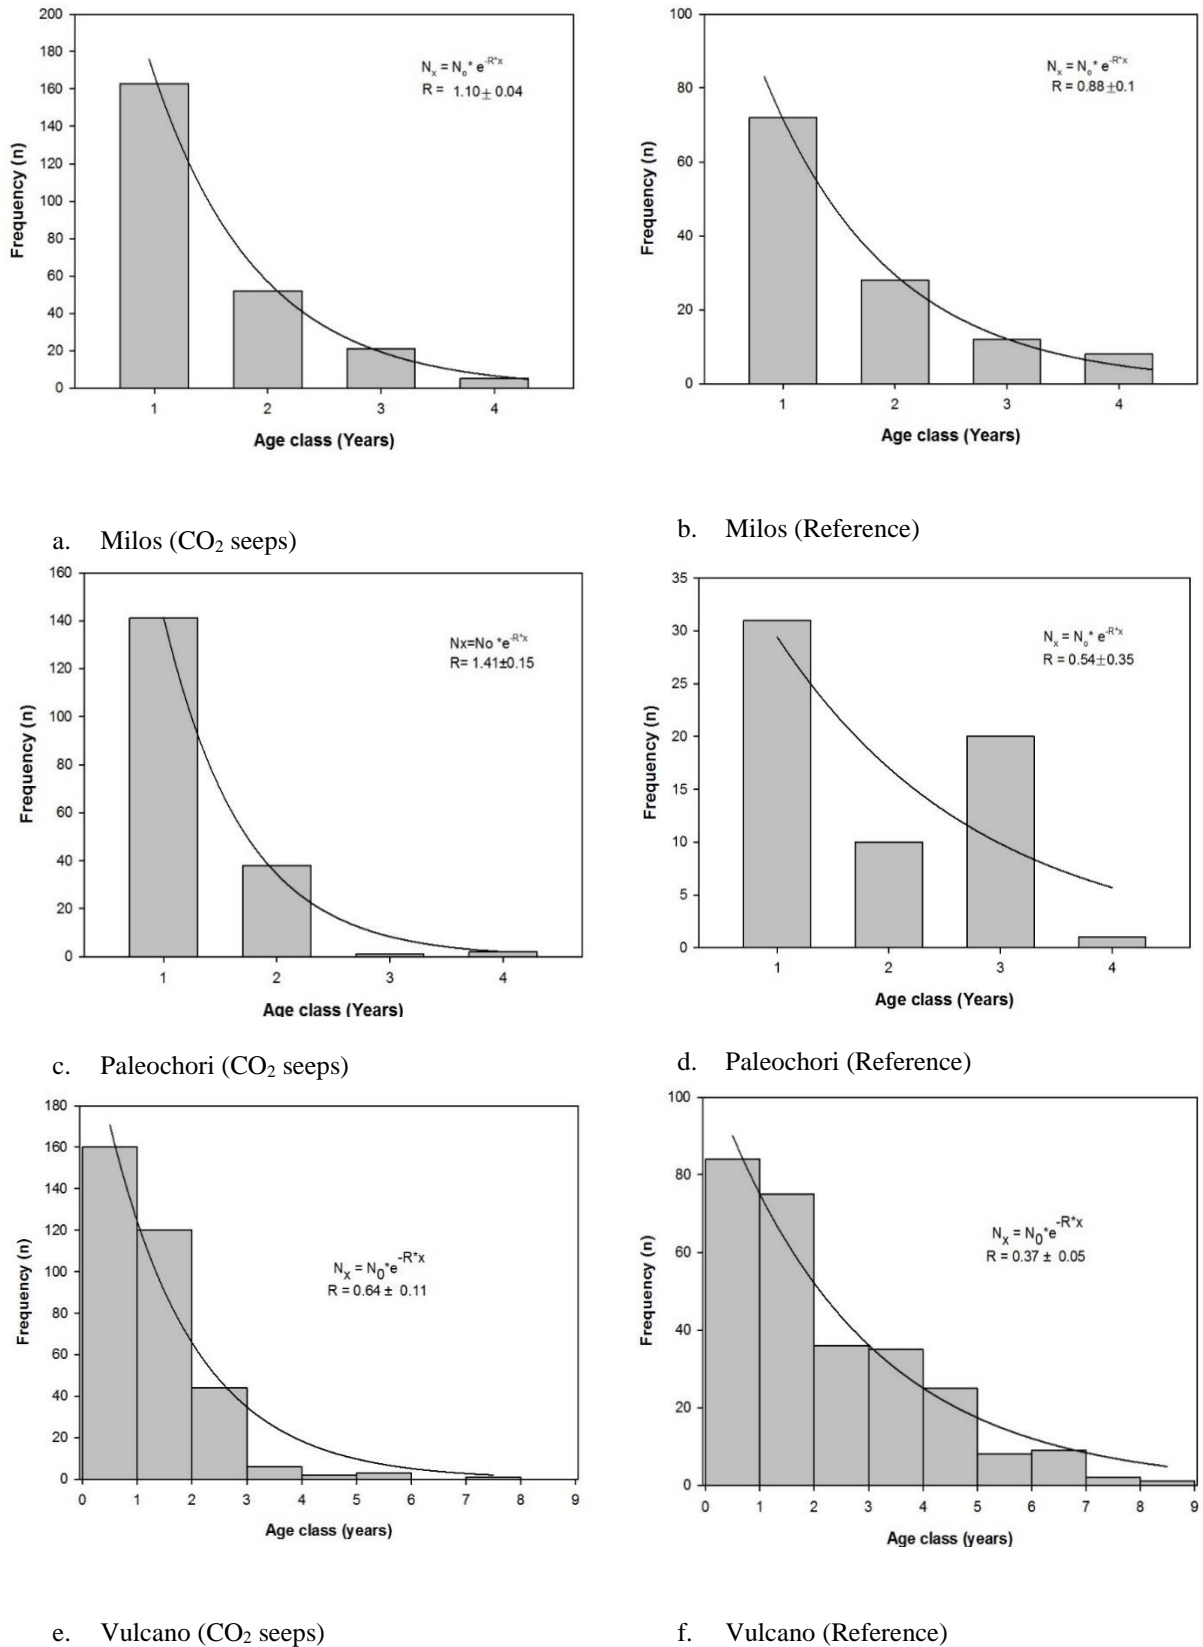 200
180
160
140
120
100
80
60
40
20
0
Frequency (n)
Nₓ = Nₒ* e^-R*x
R = 1.10± 0.04
1 2 3 4
Age class (Years)
a. Milos (CO₂ seeps)
100
80
60
40
20
0
Frequency (n)
Nₓ = Nₒ* e^-R*x
R = 0.88±0.1
1 2 3 4
Age class (Years)
b. Milos (Reference)
160
140
120
100
80
60
40
20
0
Frequency (n)
Nx=No *e^-R*x
R= 1.41±0.15
1 2 3 4
Age class (Years)
c. Paleochori (CO₂ seeps)
35
30
25
20
15
10
5
0
Frequency (n)
Nₓ = Nₒ* e^-R*x
R = 0.54±0.35
1 2 3 4
Age class (Years)
d. Paleochori (Reference)
180
160
140
120
100
80
60
40
20
0
Frequency (n)
Nₓ = N₀*e^-R*x
R = 0.64 ± 0.11
0 1 2 3 4 5 6 7 8 9
Age class (years)
e. Vulcano (CO₂ seeps)
100
80
60
40
20
0
Frequency (n)
Nₓ = N₀*e^-R*x
R = 0.37 ± 0.05
0 1 2 3 4 5 6 7 8 9
Age class (years)
f. Vulcano (Reference)